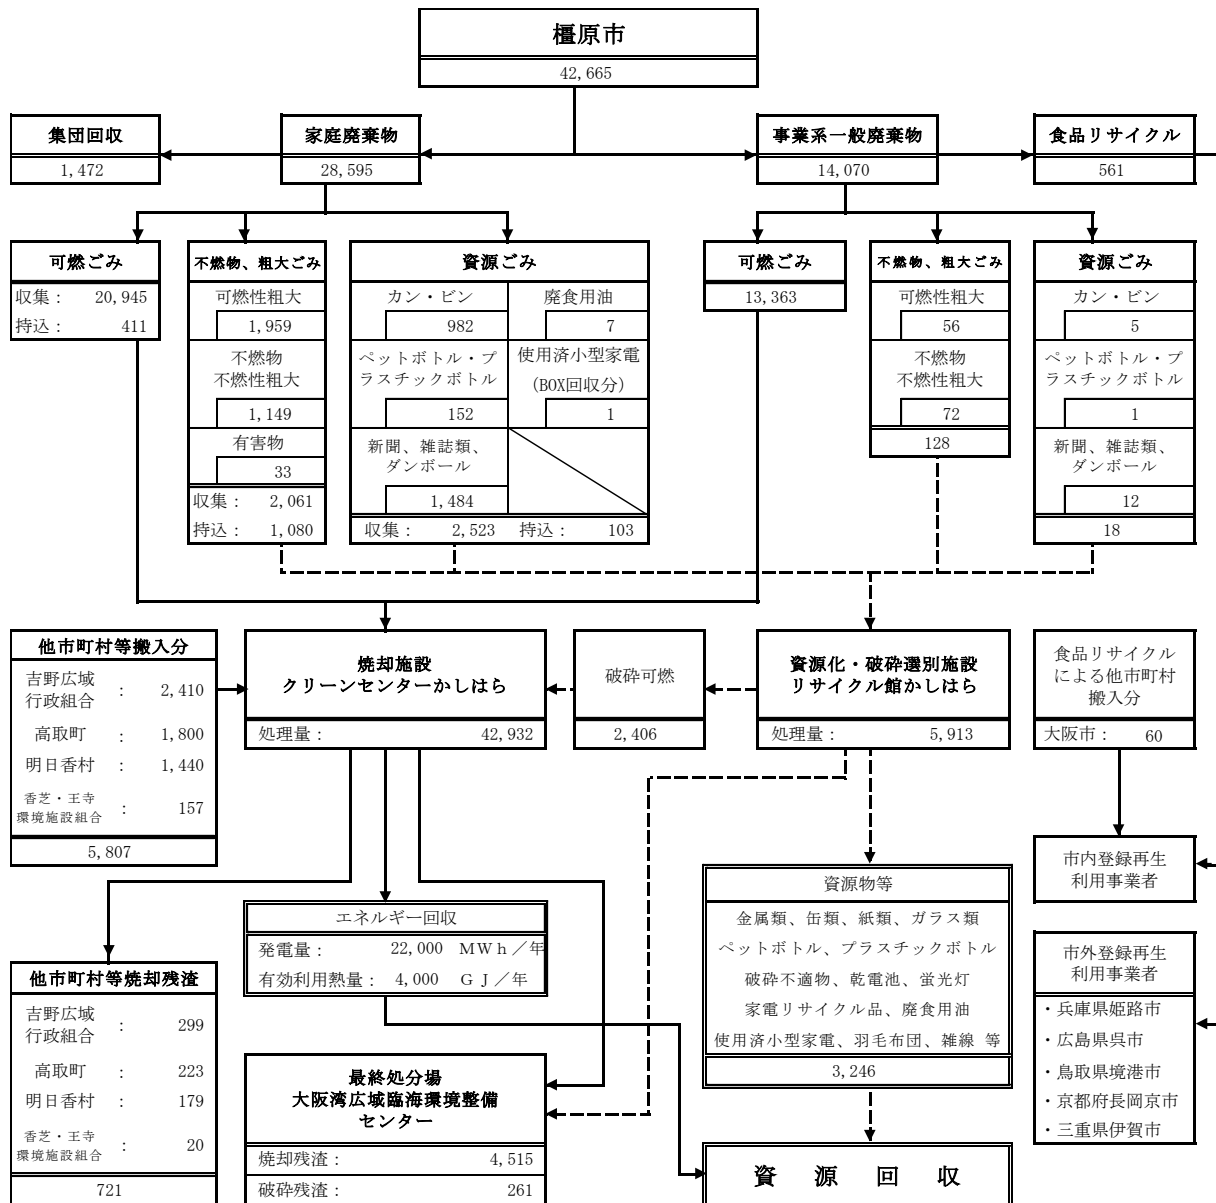 橿原市
42,665
集団回収
1,472
家庭廃棄物
28,595
事業系一般廃棄物
14,070
食品リサイクル
561
可燃ごみ
収集： 20,945
持込： 411
不燃物、粗大ごみ
可燃性粗大
1,959
不燃物
不燃性粗大
1,149
有害物
33
収集： 2,061
持込： 1,080
資源ごみ
カン・ビン
982
廃食用油
7
ペットボトル・プ
ラスチックボトル
152
使用済小型家電
(BOX回収分)
1
新聞、雑誌類、
ダンボール
1,484
収集： 2,523 持込： 103
可燃ごみ
13,363
不燃物、粗大ごみ
可燃性粗大
56
不燃物
不燃性粗大
72
128
資源ごみ
カン・ビン
5
ペットボトル・プ
ラスチックボトル
1
新聞、雑誌類、
ダンボール
12
18
他市町村等搬入分
吉野広域
行政組合 ： 2,410
高取町 ： 1,800
明日香村 ： 1,440
香芝・王寺
環境施設組合 ： 157
5,807
焼却施設
クリーンセンターかしはら
処理量： 42,932
破砕可燃
2,406
資源化・破砕選別施設
リサイクル館かしはら
処理量： 5,913
食品リサイクル
による他市町村
搬入分
大阪市： 60
市内登録再生
利用事業者
資源物等
金属類、缶類、紙類、ガラス類
ペットボトル、プラスチックボトル
破砕不適物、乾電池、蛍光灯
家電リサイクル品、廃食用油
使用済小型家電、羽毛布団、雑線 等
3,246
エネルギー回収
発電量： 22,000 ＭＷｈ／年
有効利用熱量： 4,000 ＧＪ／年
他市町村等焼却残渣
吉野広域
行政組合 ： 299
高取町 ： 223
明日香村 ： 179
香芝・王寺
環境施設組合 ： 20
721
最終処分場
大阪湾広域臨海環境整備
センター
焼却残渣： 4,515
破砕残渣： 261
資源回収
市外登録再生
利用事業者
・兵庫県姫路市
・広島県呉市
・鳥取県境港市
・京都府長岡京市
・三重県伊賀市